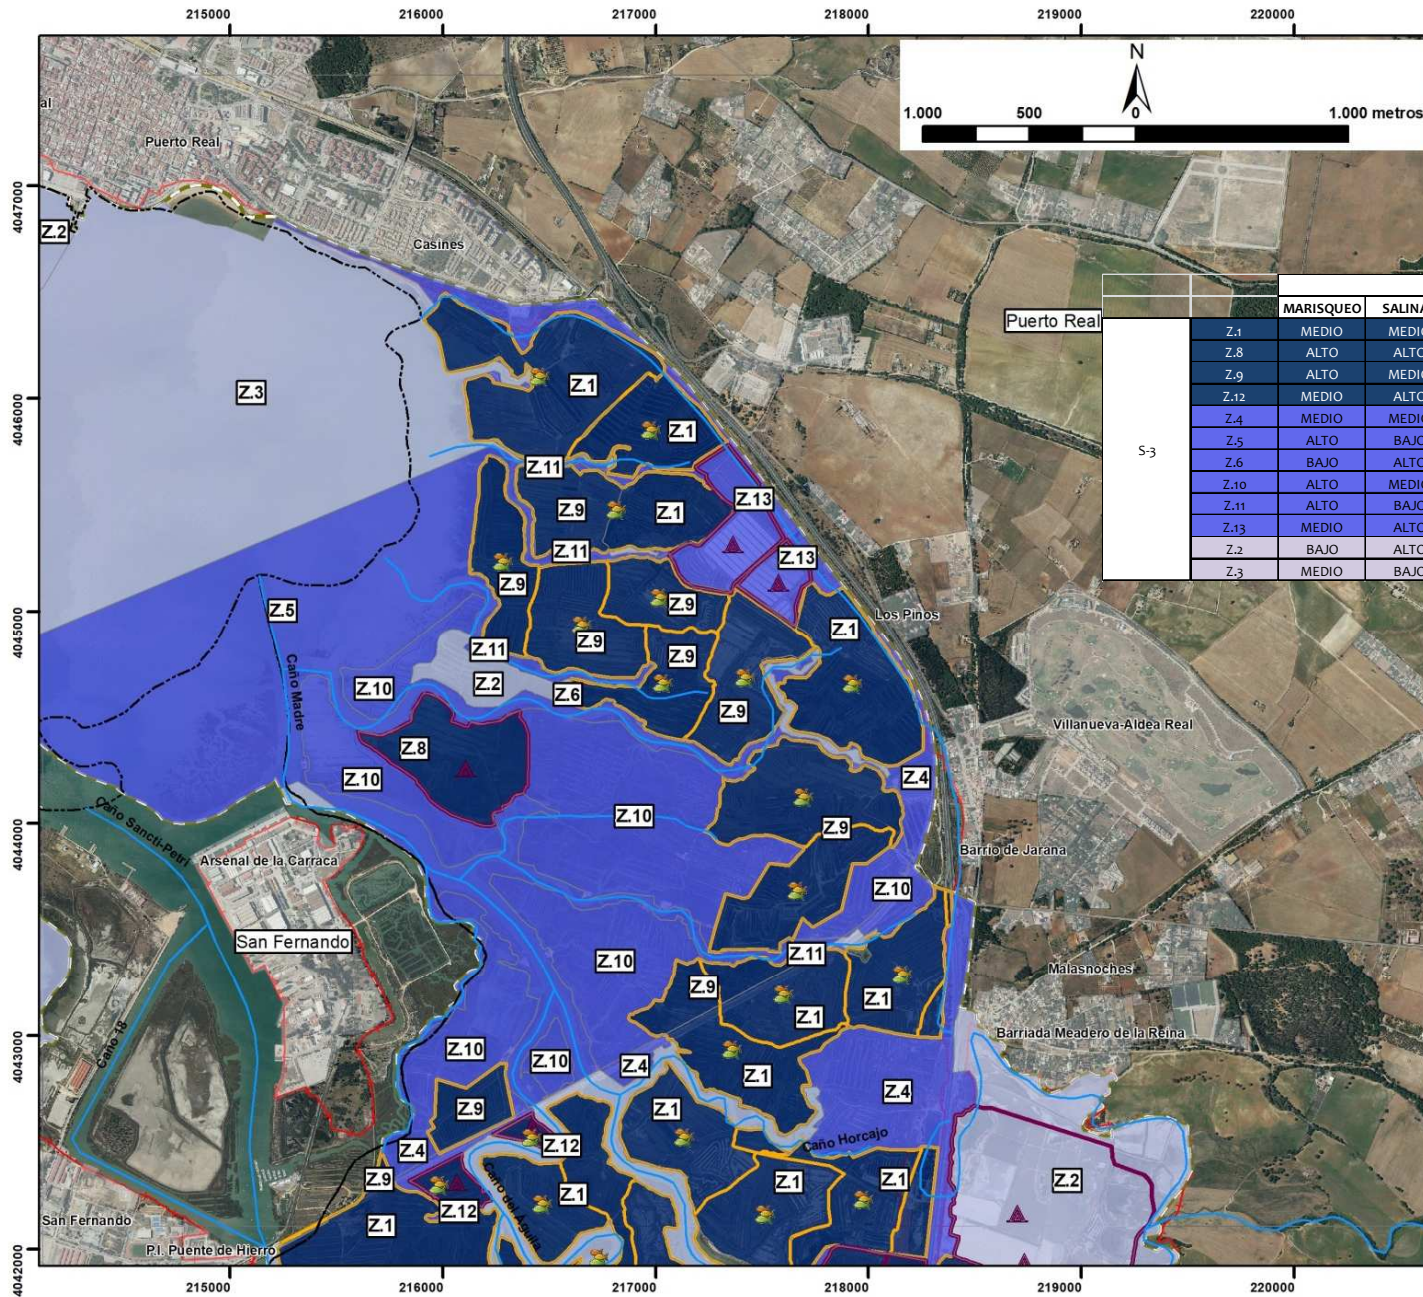 215000 216000 217000 218000 219000 220000
N
1.000 500 0 1.000 metros
al
Puerto Real
4047000
Z.2
Casines
Puerto Real
MARISQUEO
Z.1 MEDIO
Z.8 ALTO ALTO
Z.9 ALTO
Z.12 MEDIO ALTO
Z.4 MEDIO
Z.5 ALTO BAJO
S-3
Z.6 BAJO ALTO
Z.10 ALTO
Z.11 ALTO BAJO
Z.13 MEDIO ALTO
Z.2 BAJO ALTO
Z.3 MEDIO BAJO
Z.3
Z.1
4046000
Z.1
Z.11
Z.13
Z.9
Z.1
Z.11
Z.13
Z.9
Z.5
Z.9
4045000
Los Pinos
Z.1
Z.9
Z.11
Z.9
Caño Madre
Z.10
Z.2
Z.6
Z.9
Villanueva-Aldea Real
Z.8
Z.10
Z.4
Caño Sancti-Petri
Z.10
Z.9
4044000
Arsenal de la Carraca
Barrio de Jarana
Z.10
San Fernando
Z.11
Z.10
Malasnoches
Z.9
Z.1
Z.1
Caño 18
Barriada Meadero de la Reina
4043000
Z.10
Z.10
Z.4
Z.1
Z.4
Z.9
Z.1
Caño Horcajo
Z.4
Z.12
Z.9
Z.1
Z.1
Z.1
Z.2
Z.12
Caño del Águila
San Fernando
Z.1
P.I. Puente de Hierro
4042000
215000 216000 217000 218000 219000 220000